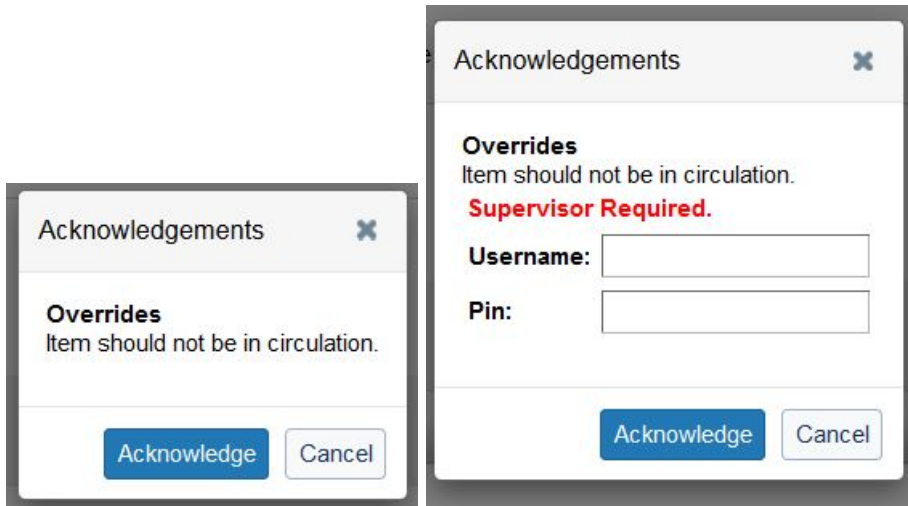 Acknowledgements
Overrides
Item should not be in circulation.
Acknowledge
Cancel
Acknowledgements
Overrides
Item should not be in circulation.
Supervisor Required.
Username:
Pin:
Acknowledge
Cancel